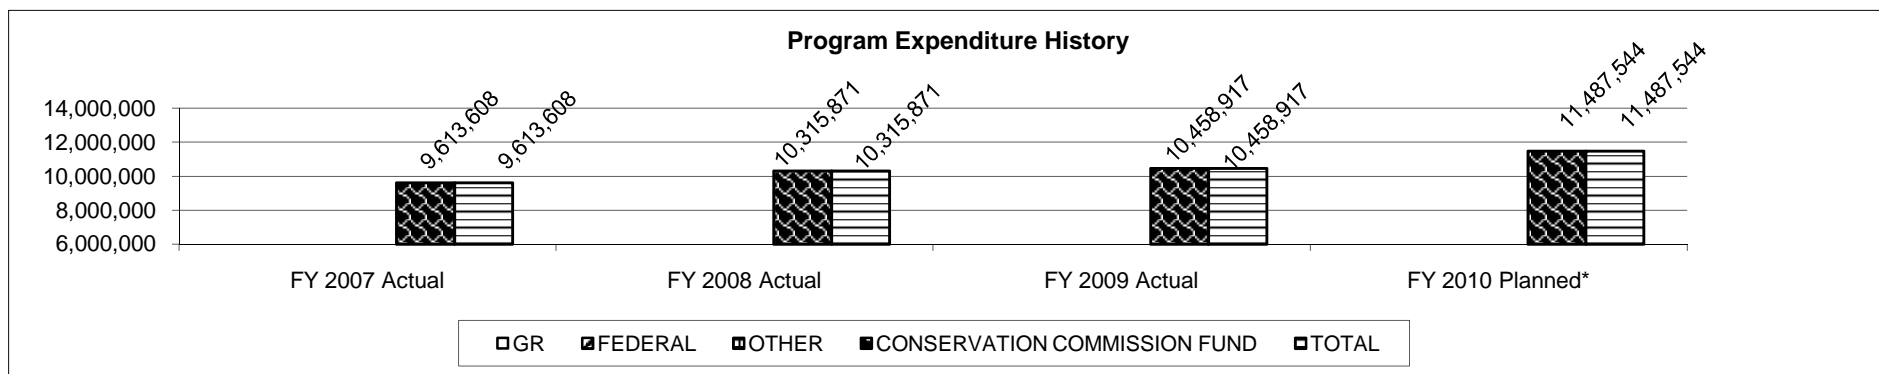 Program Expenditure History
14,000,000
12,000,000
10,000,000
8,000,000
6,000,000
9,613,608
9,613,608
10,315,871
10,315,871
10,458,917
10,458,917
11,487,544
11,487,544
FY 2007 Actual
FY 2008 Actual
FY 2009 Actual
FY 2010 Planned*
GR FEDERAL OTHER CONSERVATION COMMISSION FUND TOTAL